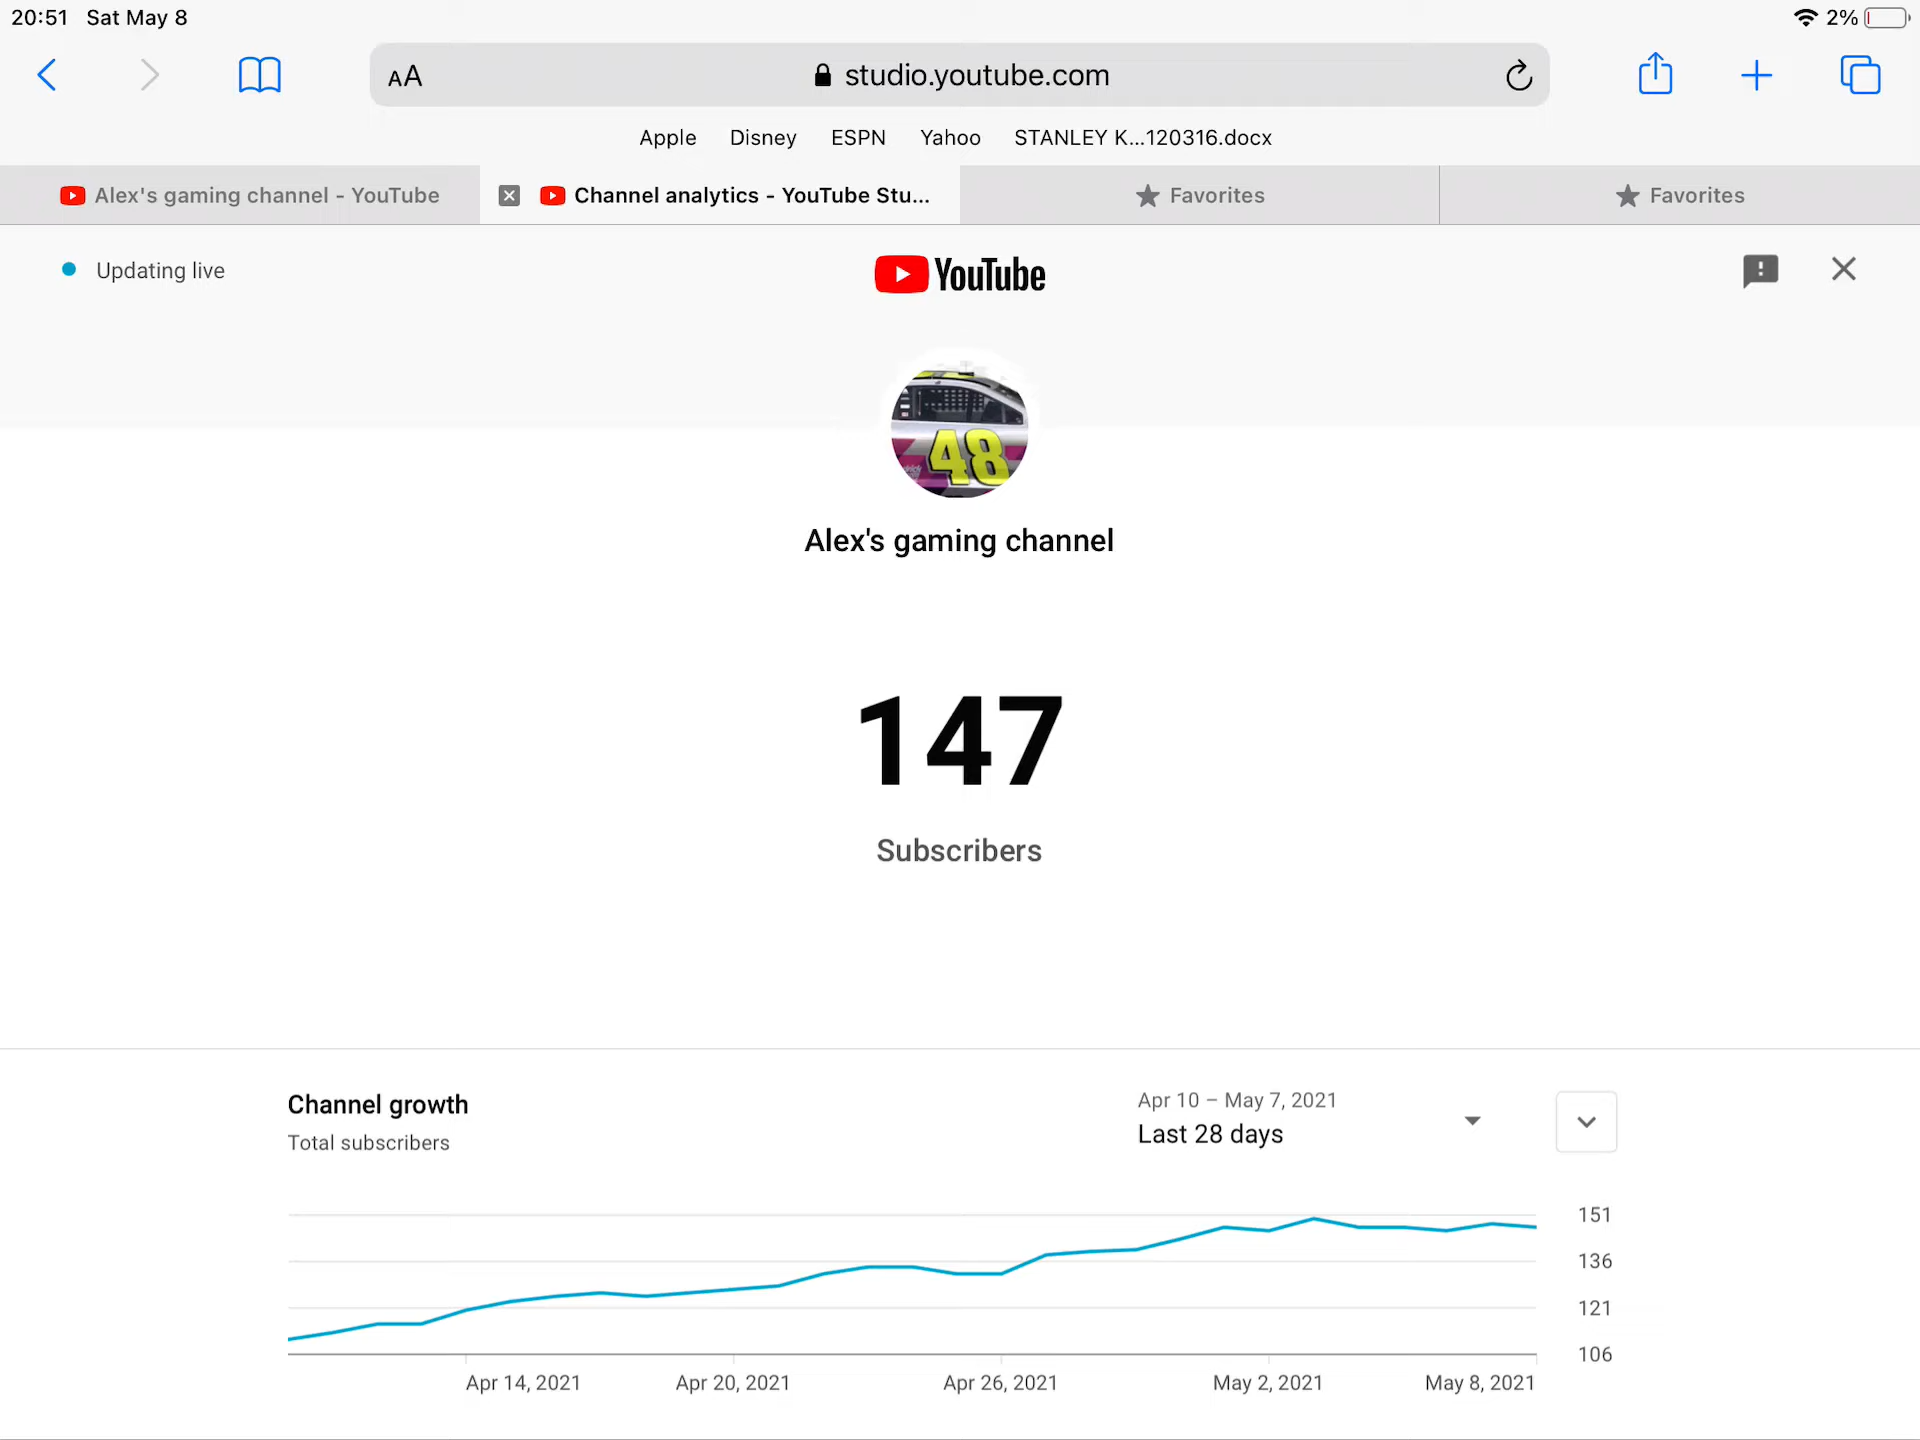 20:51 Sat May 8 2%
AA studio.youtube.com
Apple Disney ESPN Yahoo STANLEY K...120316.docx
Alex's gaming channel - YouTube Channel analytics - YouTube Stu... Favorites Favorites
Updating live YouTube
48
Alex's gaming channel
147
Subscribers
Channel growth
Total subscribers
Apr 10 – May 7, 2021
Last 28 days
151
136
121
106
Apr 14, 2021 Apr 20, 2021 Apr 26, 2021 May 2, 2021 May 8, 2021